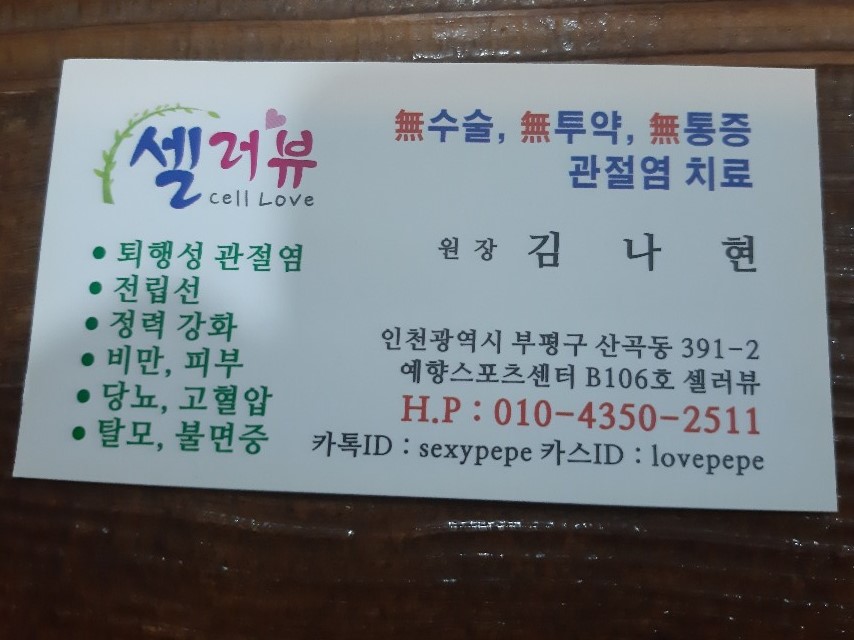 셀러뷰
cell Love
無수술, 無투약, 無통증
관절염 치료
원장 김 나 현
• 퇴행성 관절염
• 전립선
• 정력 강화
• 비만, 피부
• 당뇨, 고혈압
• 탈모, 불면증
인천광역시 부평구 산곡동 391-2
예향스포츠센터 B106호 셀러뷰
H.P : 010-4350-2511
카톡ID : sexypepe 카스ID : lovepepe